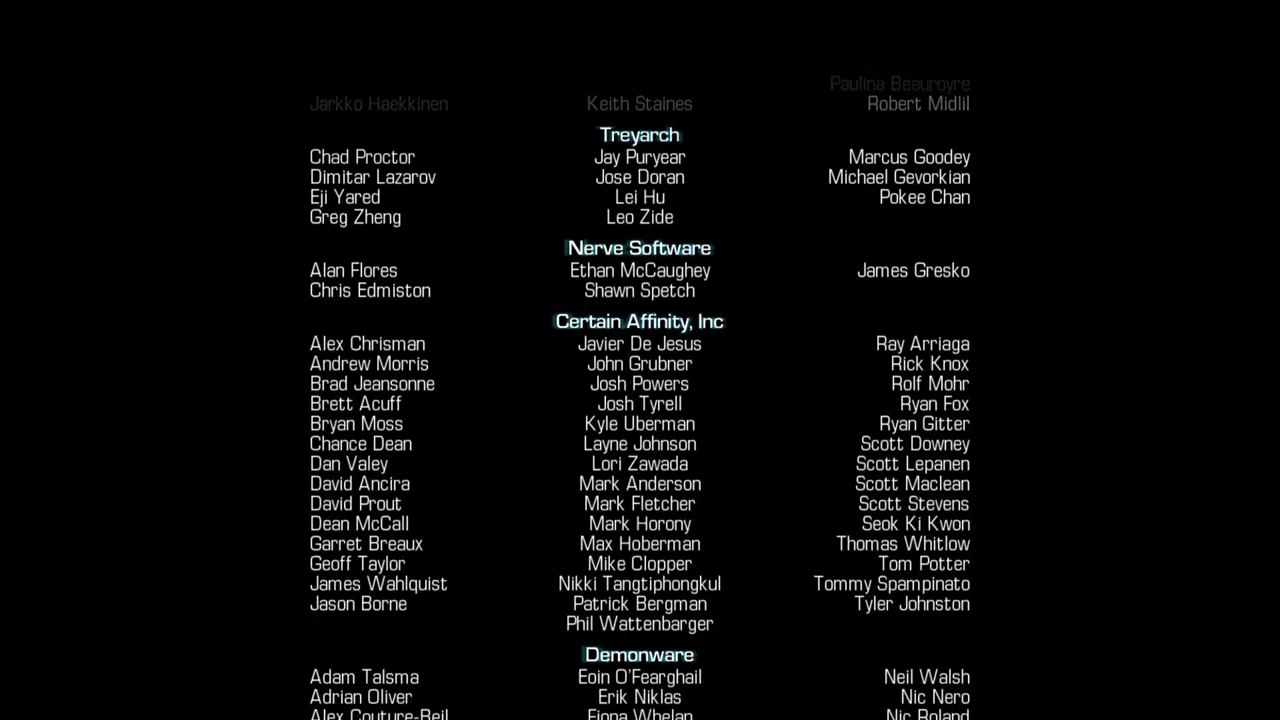 Paulina Beauroyre
Jarkko Haekkinen Keith Staines Robert Midlil
Treyarch
Chad Proctor Jay Puryear Marcus Goodey
Dimitar Lazarov Jose Doran Michael Gevorkian
Eji Yared Lei Hu Pokee Chan
Greg Zheng Leo Zide
Nerve Software
Alan Flores Ethan McCaughey James Gresko
Chris Edmiston Shawn Spetch
Certain Affinity, Inc
Alex Chrisman Javier De Jesus Ray Arriaga
Andrew Morris John Grubner Rick Knox
Brad Jeansonne Josh Powers Rolf Mohr
Brett Acuff Josh Tyrell Ryan Fox
Bryan Moss Kyle Uberman Ryan Gitter
Chance Dean Layne Johnson Scott Downey
Dan Valey Lori Zawada Scott Lepanen
David Ancira Mark Anderson Scott Maclean
David Prout Mark Fletcher Scott Stevens
Dean McCall Mark Horony Seok Ki Kwon
Garret Breaux Max Hoberman Thomas Whitlow
Geoff Taylor Mike Clopper Tom Potter
James Wahlquist Nikki Tangtiphongkul Tommy Spampinato
Jason Borne Patrick Bergman Tyler Johnston
Phil Wattenbarger
Demonware
Adam Talsma Eoin O'Fearghail Neil Walsh
Adrian Oliver Erik Niklas Nic Nero
Alex Couture-Beil Fiona Whelan Nic Roland